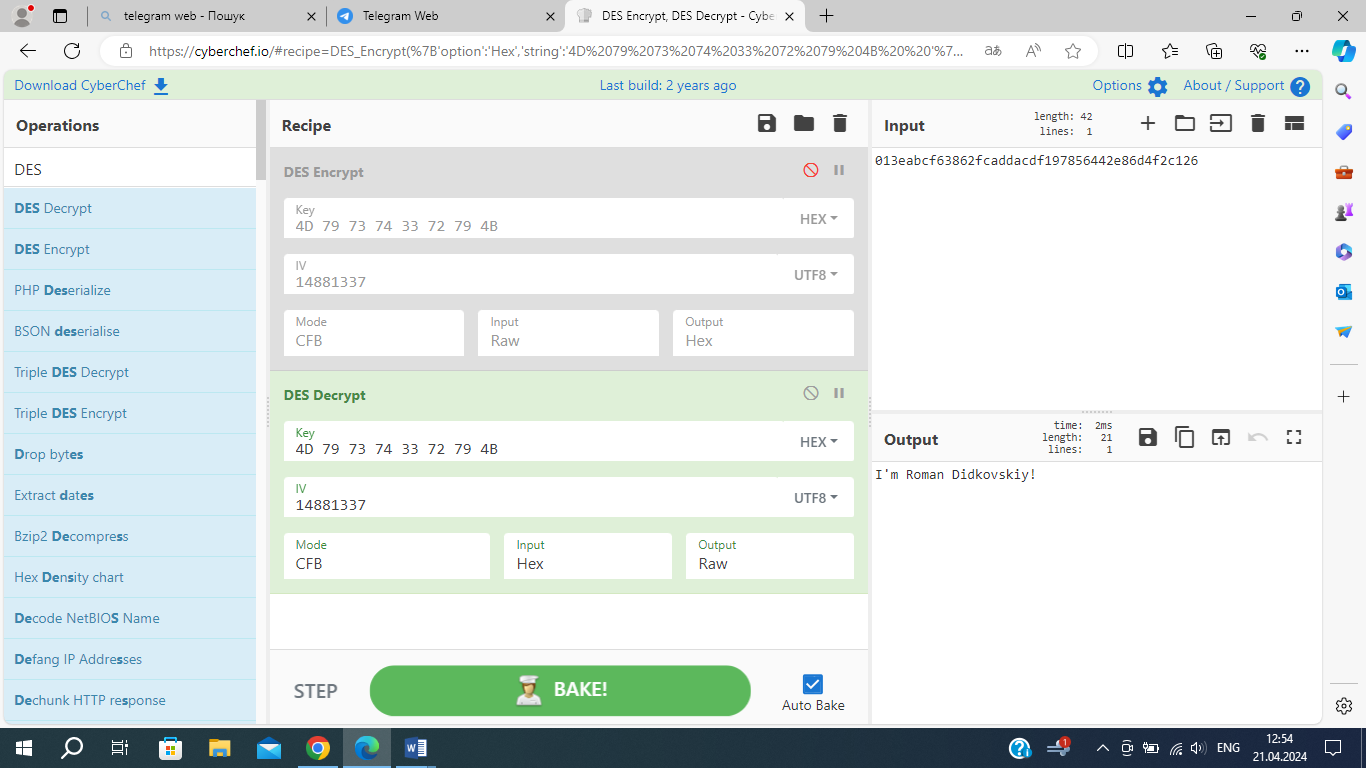 telegram web - Пошук
Telegram Web
DES Encrypt, DES Decrypt - Cybe
https://cyberchef.io/#recipe=DES_Encrypt(%7B'option':'Hex','string':'4D%2079%2073%2074%2033%2072%2079%204B%20%20'%7...
Download CyberChef
Last build: 2 years ago
Options
About / Support
Operations
DES
DES Decrypt
DES Encrypt
PHP Deserialize
BSON deserialise
Triple DES Decrypt
Triple DES Encrypt
Drop bytes
Extract dates
Bzip2 Decompress
Hex Density chart
Decode NetBIOS Name
Defang IP Addresses
Dechunk HTTP response
Recipe
DES Encrypt
Key
4D 79 73 74 33 72 79 4B
HEX
IV
14881337
UTF8
Mode
CFB
Input
Raw
Output
Hex
DES Decrypt
Key
4D 79 73 74 33 72 79 4B
HEX
IV
14881337
UTF8
Mode
CFB
Input
Hex
Output
Raw
STEP
BAKE!
Auto Bake
Input
length: 42
lines: 1
013eabcf63862fcaddacdf197856442e86d4f2c126
Output
time: 2ms
length: 21
lines: 1
I'm Roman Didkovskiy!
1
ENG
12:54
21.04.2024